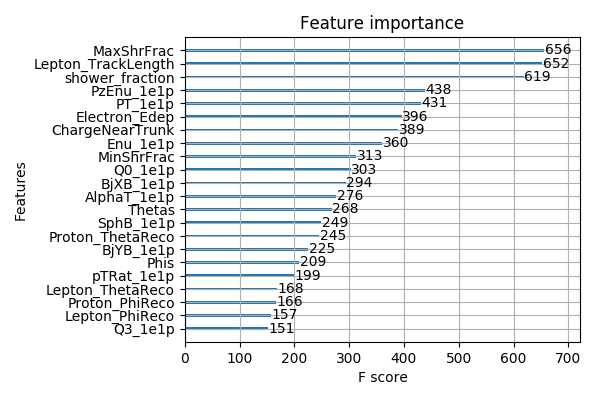 Feature importance
MaxShrFrac 656
Lepton_TrackLength 652
shower_fraction 619
PzEnu_1e1p 438
PT_1e1p 431
Electron_Edep 396
ChargeNearTrunk 389
Enu_1e1p 360
MinShrFrac 313
Q0_1e1p 303
BjXB_1e1p 294
AlphaT_1e1p 276
Thetas 268
SphB_1e1p 249
Proton_ThetaReco 245
BjYB_1e1p 225
Phis 209
pTRat_1e1p 199
Lepton_ThetaReco 168
Proton_PhiReco 166
Lepton_PhiReco 157
Q3_1e1p 151
Features
0 100 200 300 400 500 600 700
F score